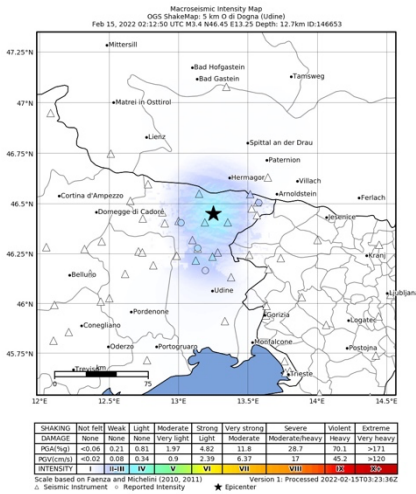 Macroseismic Intensity Map
OGS ShakeMap: 5 km O di Dogna (Udine)
Feb 15, 2022 02:12:50 UTC M3.4 N46.45 E13.25 Depth: 12.7km ID:146653
47.25°N
47°N
46.75°N
46.5°N
46.25°N
46°N
45.75°N
Mittersill
Bad Hofgastein
Bad Gastein
Tamsweg
Matrei in Osttirol
Lienz
Spittal an der Drau
Paternion
Hermagor
Villach
Cortina d'Ampezzo
Arnoldstein
Ferlach
Domegge di Cadore
Jesenice
Kranj
Belluno
Udine
Ljubljana
Pordenone
Gorizia
Logatec
Conegliano
Oderzo
Portogruaro
Monfalcone
Postojna
Treviso
Trieste
km
0
75
12°E
12.5°E
13°E
13.5°E
14°E
14.5°E
SHAKING Not felt Weak Light Moderate Strong Very strong Severe Violent Extreme
DAMAGE None None None Very light Light Moderate Moderate/heavy Heavy Very heavy
PGA(%g) <0.06 0.21 0.81 1.97 4.82 11.8 28.7 70.1 >171
PGV(cm/s) <0.02 0.08 0.34 0.9 2.39 6.37 17 45.2 >120
INTENSITY I II-III IV V VI VII VIII IX X+
Scale based on Faenza and Michelini (2010, 2011)
Version 1: Processed 2022-02-15T03:23:36Z
△ Seismic Instrument ○ Reported Intensity ★ Epicenter